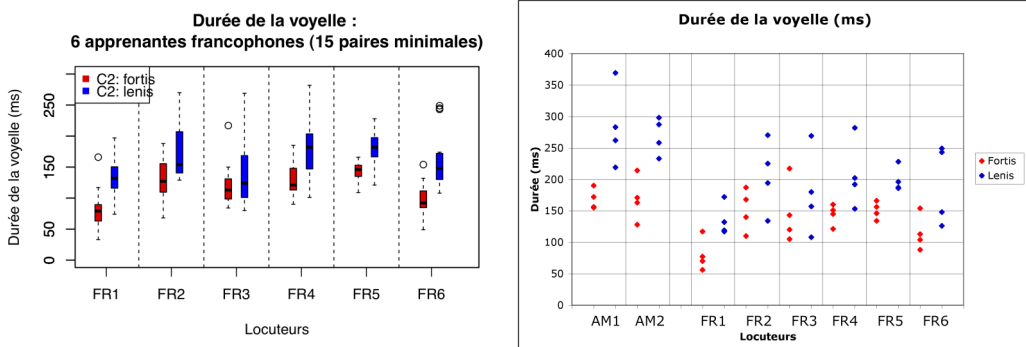 Durée de la voyelle :
6 apprenantes francophones (15 paires minimales)
C2: fortis
C2: lenis
Durée de la voyelle (ms)
250
150
50
0
FR1 FR2 FR3 FR4 FR5 FR6
Locuteurs
Durée de la voyelle (ms)
Durée (ms)
400
350
300
250
200
150
100
50
0
AM1 AM2 FR1 FR2 FR3 FR4 FR5 FR6
Locuteurs
Fortis
Lenis